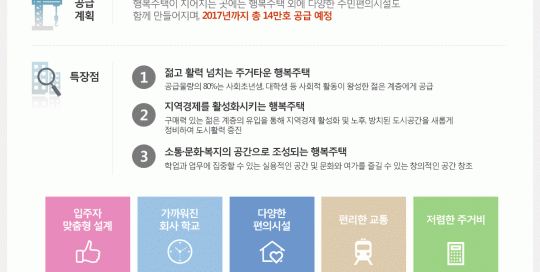 공급
계획
행복주택이 지어지는 곳에는 행복주택 외에 다양한 주민편의시설도
함께 만들어지며, 2017년까지 총 14만호 공급 예정
특장점
1 젊고 활력 넘치는 주거타운 행복주택
공급물량의 80%는 사회초년생, 대학생 등 사회적 활동이 왕성한 젊은 계층에게 공급
2 지역경제를 활성화시키는 행복주택
구매력 있는 젊은 계층의 유입을 통해 지역경제 활성화 및 노후, 방치된 도시공간을 새롭게
정비하여 도시활력 증진
3 소통·문화·복지의 공간으로 조성되는 행복주택
학업과 업무에 집중할 수 있는 실용적인 공간 및 문화와 여가를 즐길 수 있는 창의적인 공간 창조
입주자
맞춤형 설계
가까워진
회사 학교
다양한
편의시설
편리한 교통
저렴한 주거비